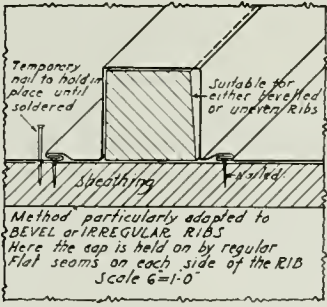 Temporary
nail to hold in
place until
soldered
Suitable for
either bevelled
or uneven Ribs
Nailed
Sheathing
Method particularly adapted to
BEVEL or IRREGULAR RIBS
Here the cap is held on by regular
Flat seams on each side of the RIB
Scale 6"=1'-0"